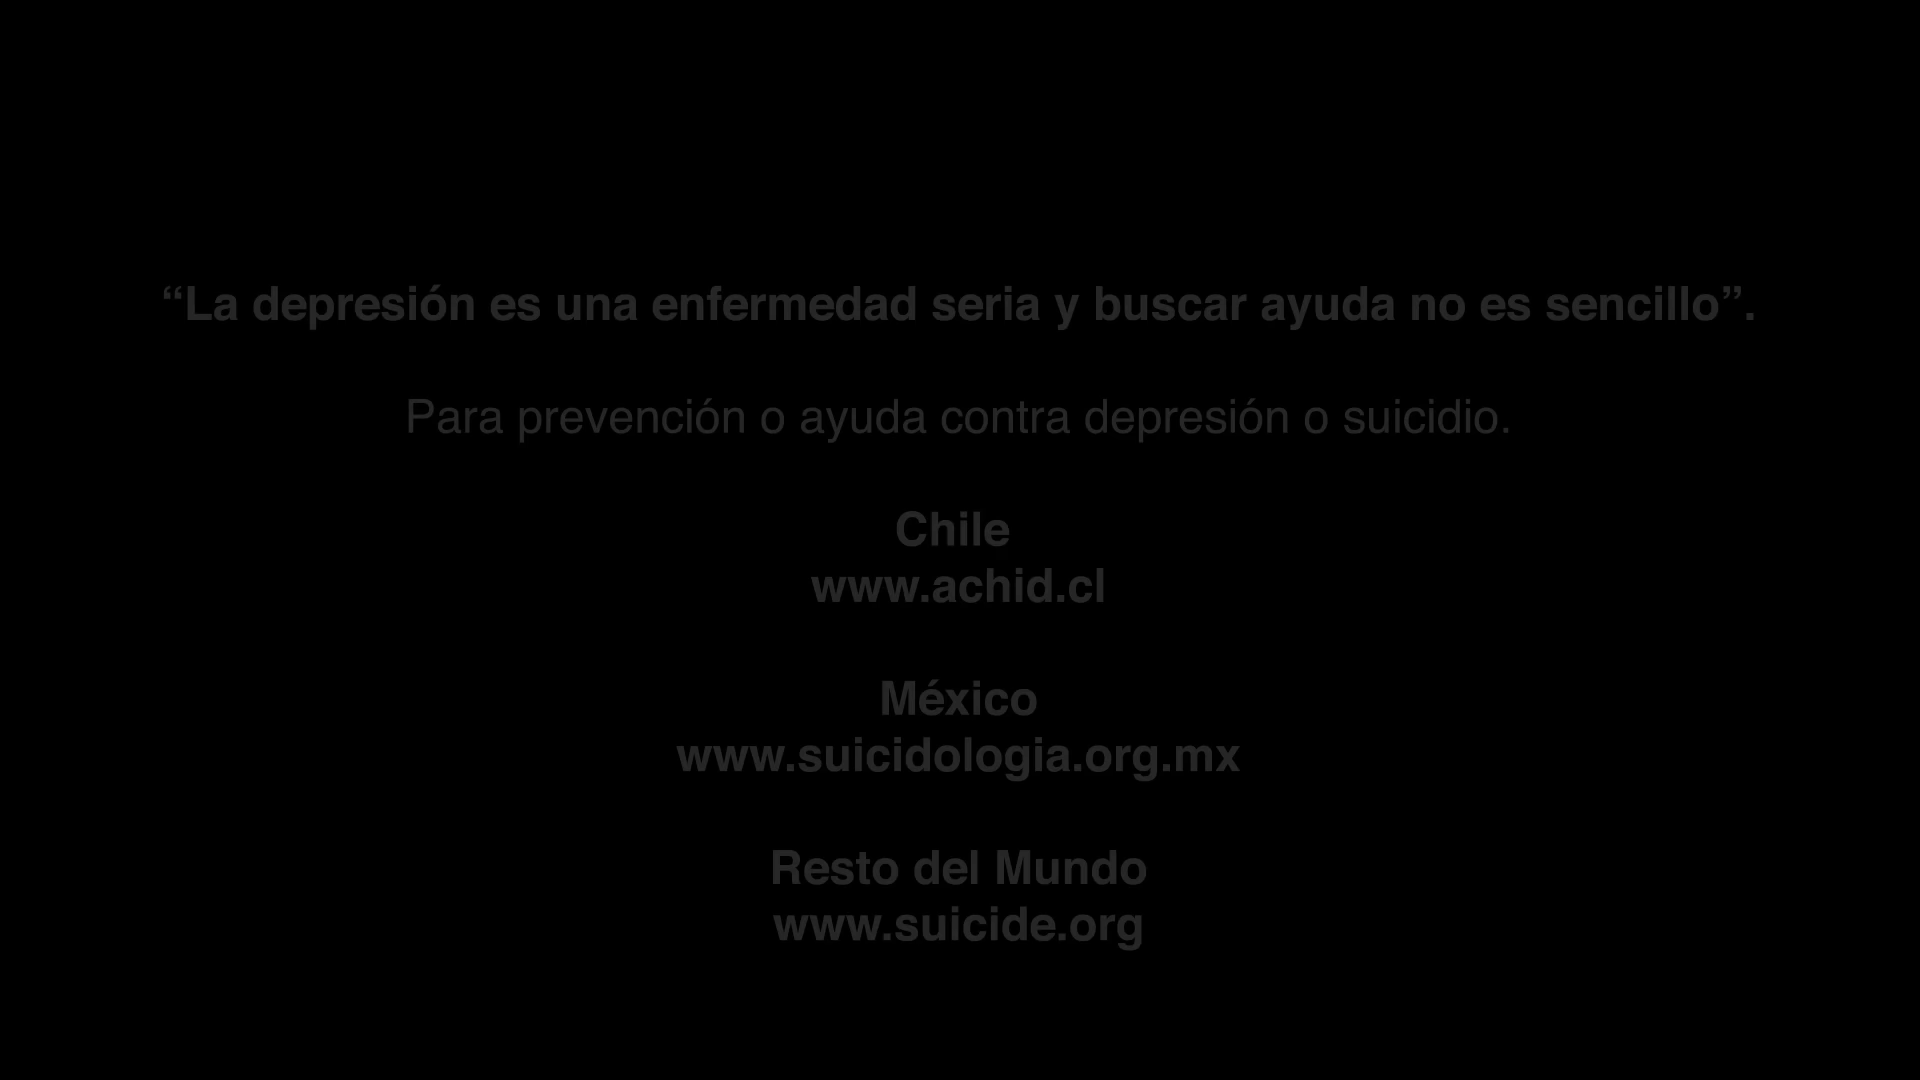 “La depresión es una enfermedad seria y buscar ayuda no es sencillo”.
Para prevención o ayuda contra depresión o suicidio.
Chile
www.achid.cl
México
www.suicidologia.org.mx
Resto del Mundo
www.suicide.org